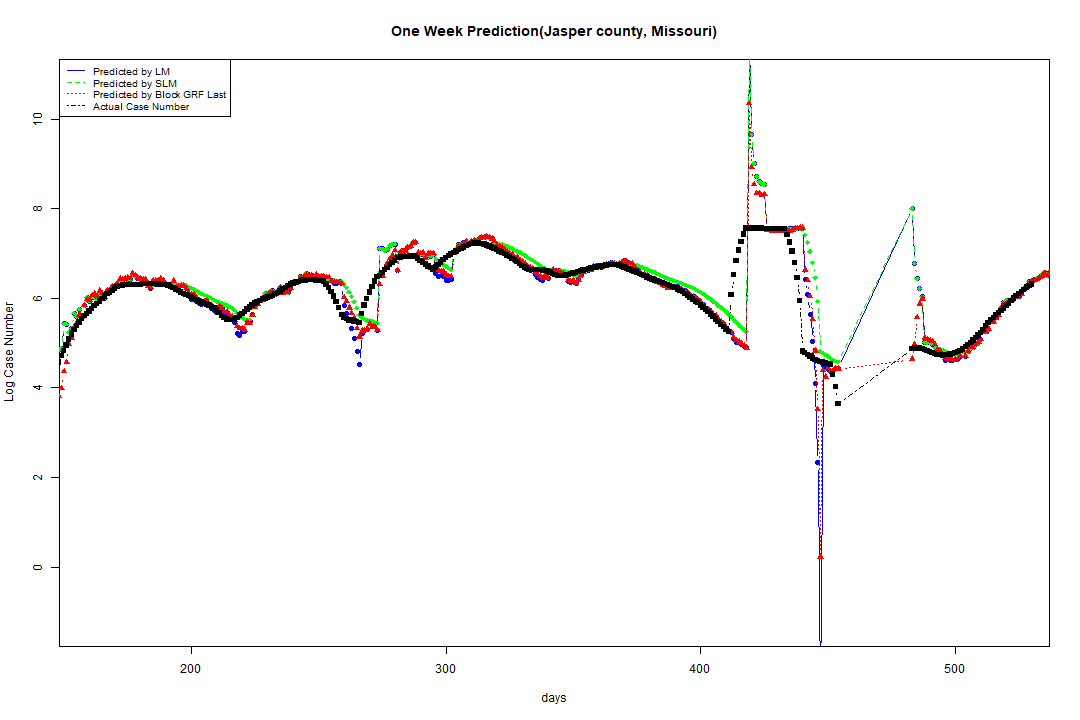 One Week Prediction(Jasper county, Missouri)
Predicted by LM
Predicted by SLM
Predicted by Block GRF Last
Actual Case Number
10
8
6
4
2
0
Log Case Number
200 300 400 500
days